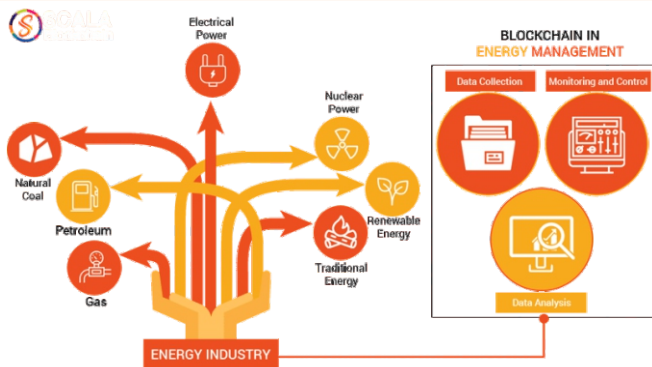 SCALA
Electrical
Power
Nuclear
Power
Natural
Coal
Petroleum
Renewable
Energy
Gas
Traditional
Energy
ENERGY INDUSTRY
BLOCKCHAIN IN
ENERGY MANAGEMENT
Data Collection
Monitoring and Control
Data Analysis